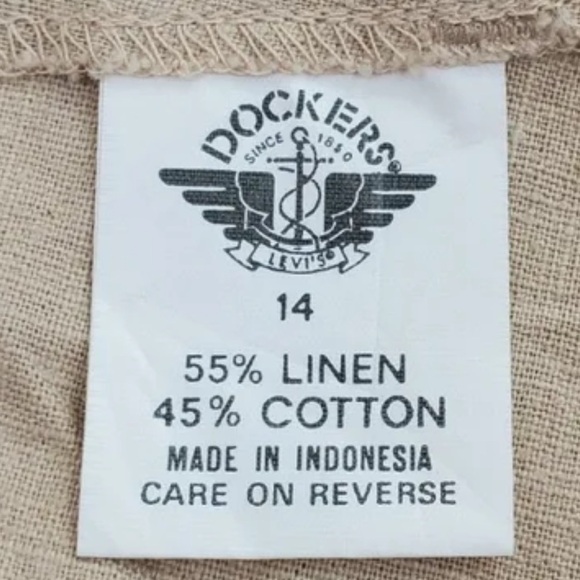 DOCKERS®
SINCE 1850
LEVI'S®
14
55% LINEN
45% COTTON
MADE IN INDONESIA
CARE ON REVERSE